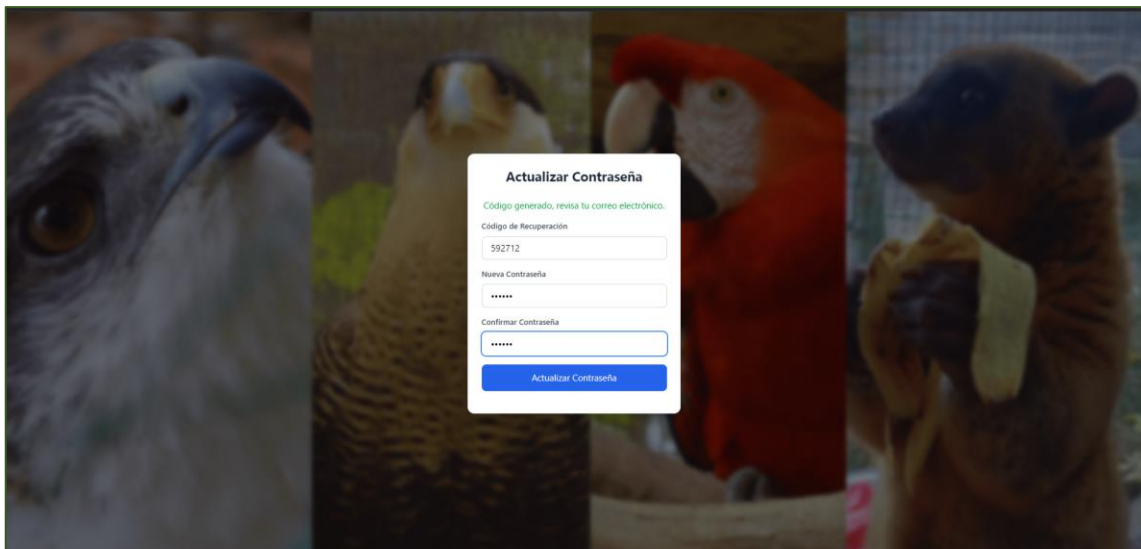 Actualizar Contraseña
Código generado, revisa tu correo electrónico.
Código de Recuperación
592712
Nueva Contraseña
••••••
Confirmar Contraseña
••••••
Actualizar Contraseña